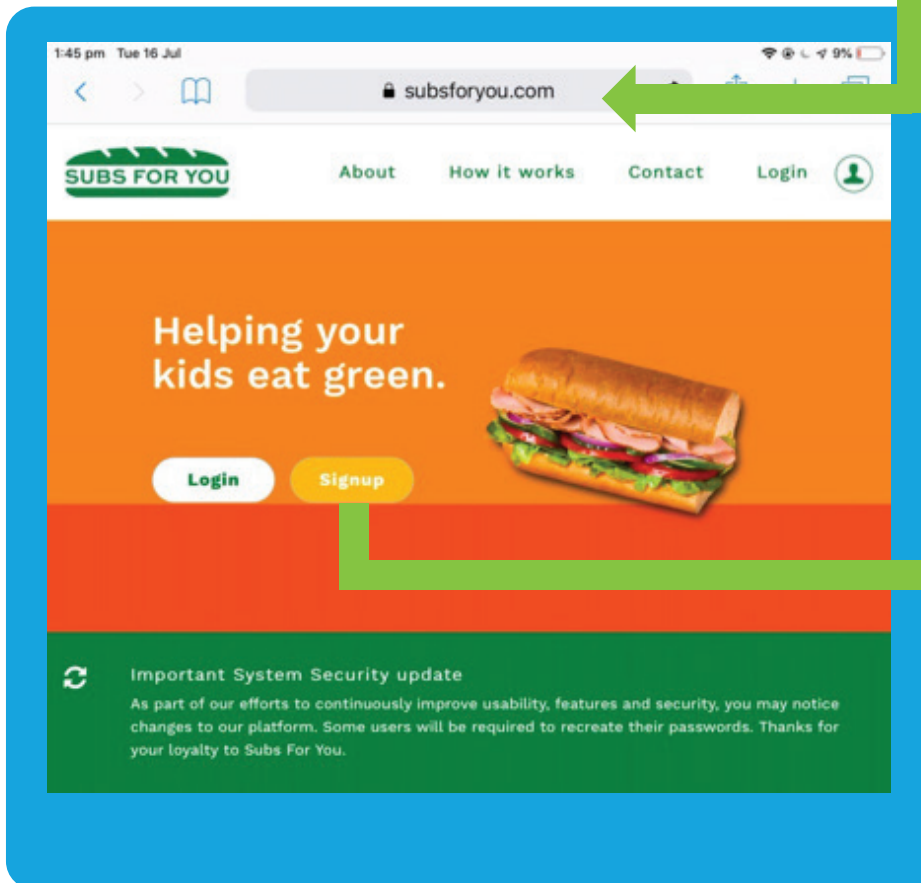 1:45 pm Tue 16 Jul
9%
subsforyou.com
SUBS FOR YOU
About How it works Contact Login
Helping your
kids eat green.
Login Signup
Important System Security update
As part of our efforts to continuously improve usability, features and security, you may notice
changes to our platform. Some users will be required to recreate their passwords. Thanks for
your loyalty to Subs For You.